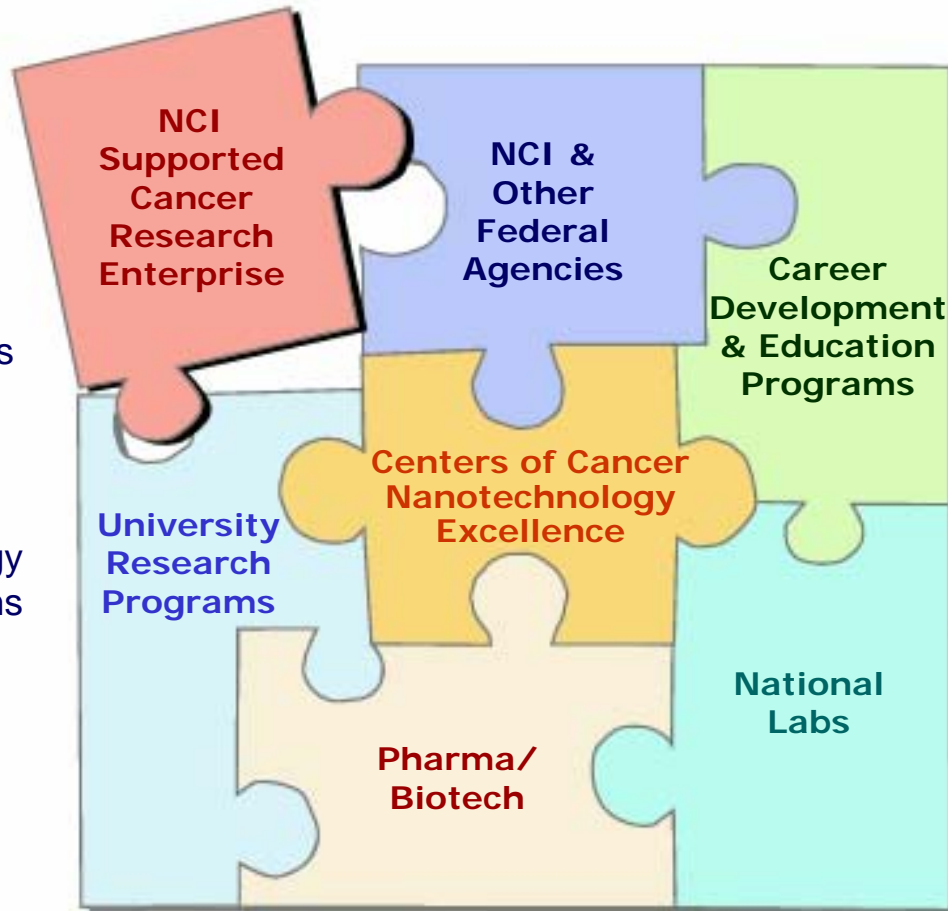 NCI
Supported
Cancer
Research
Enterprise
NCI &
Other
Federal
Agencies
Career
Development
& Education
Programs
Centers of Cancer
Nanotechnology
Excellence
University
Research
Programs
National
Labs
Pharma/
Biotech